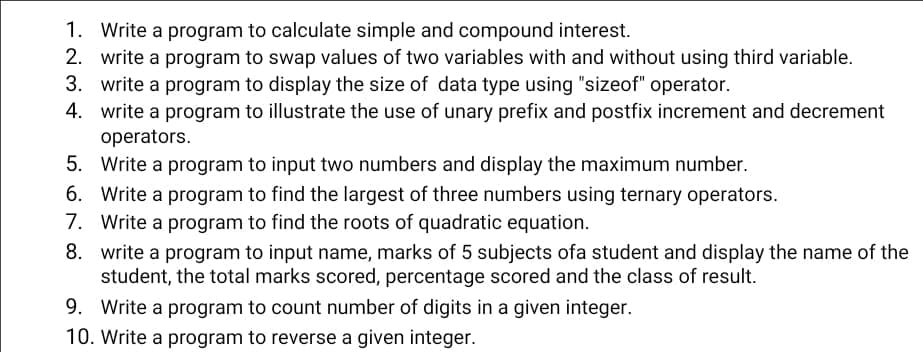 1. Write a program to calculate simple and compound interest.
2. write a program to swap values of two variables with and without using third variable.
3. write a program to display the size of data type using "sizeof" operator.
4. write a program to illustrate the use of unary prefix and postfix increment and decrement
operators.
5. Write a program to input two numbers and display the maximum number.
6. Write a program to find the largest of three numbers using ternary operators.
7. Write a program to find the roots of quadratic equation.
8. write a program to input name, marks of 5 subjects ofa student and display the name of the
student, the total marks scored, percentage scored and the class of result.
9. Write a program to count number of digits in a given integer.
10. Write a program to reverse a given integer.